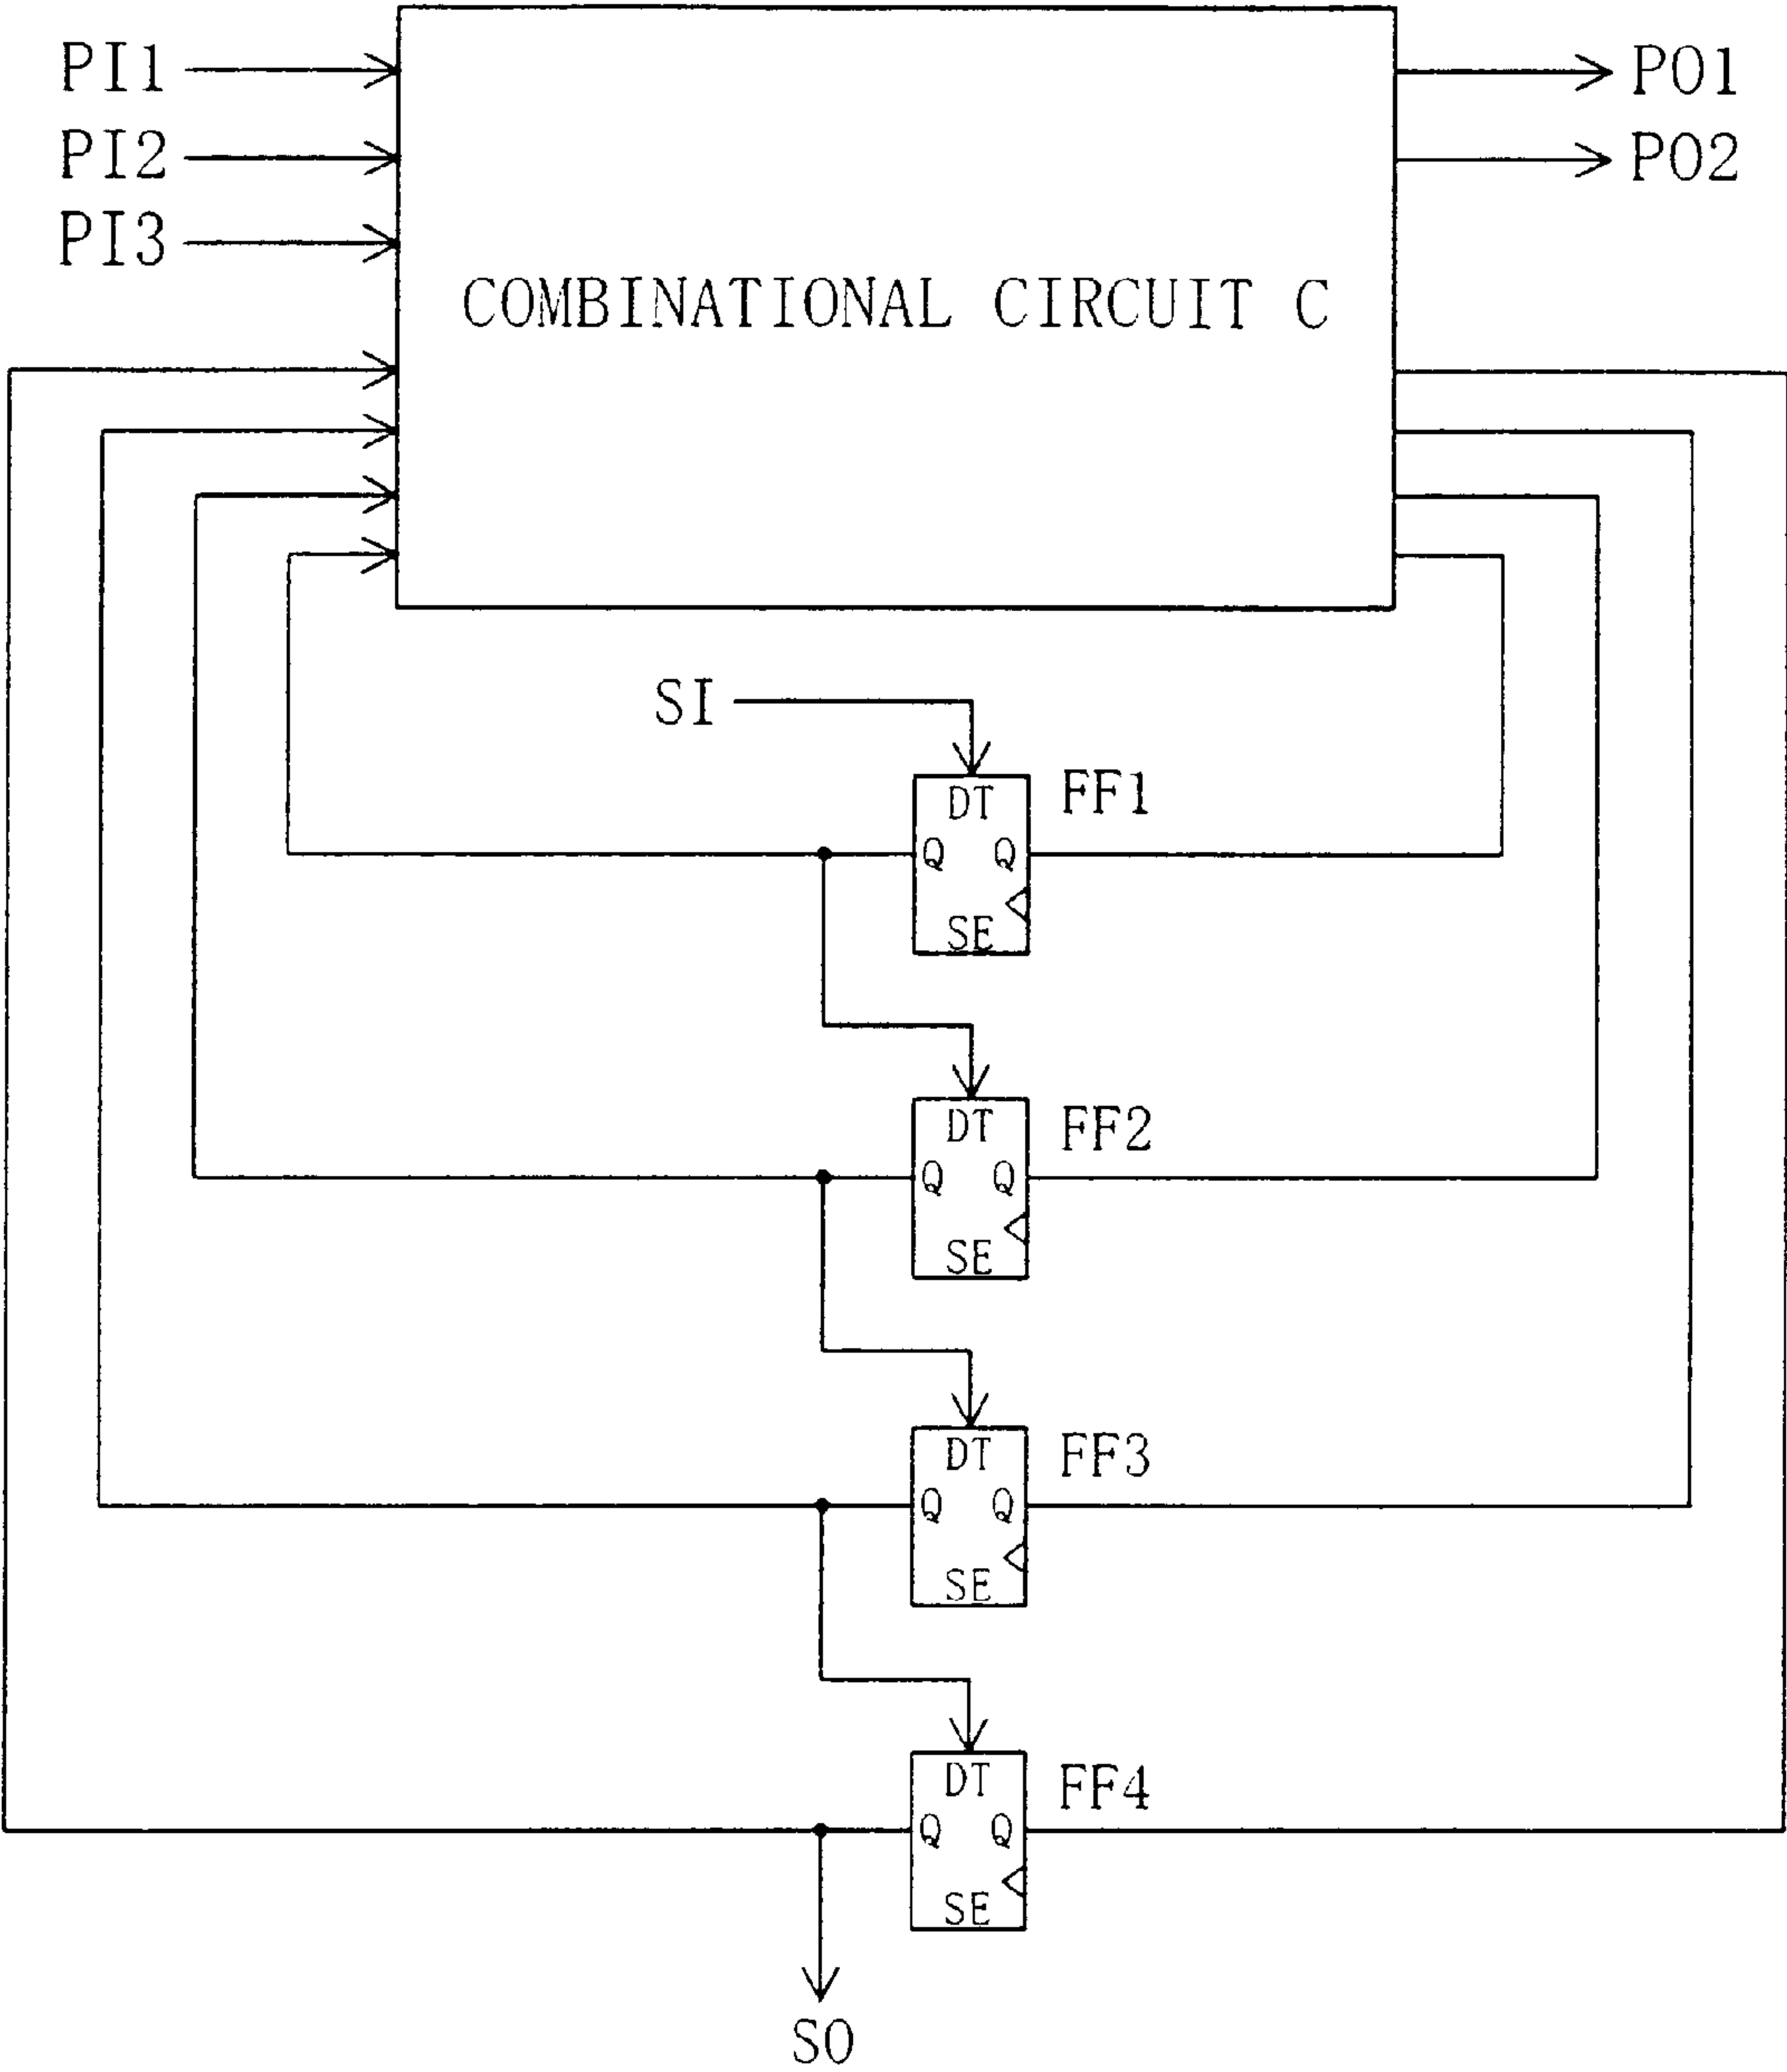 PI1
PO1
PI2
PO2
PI3
COMBINATIONAL CIRCUIT C
SI
FF1
DT
Q Q
SE
FF2
DT
Q Q
SE
FF3
DT
Q Q
SE
FF4
DT
Q Q
SE
SO